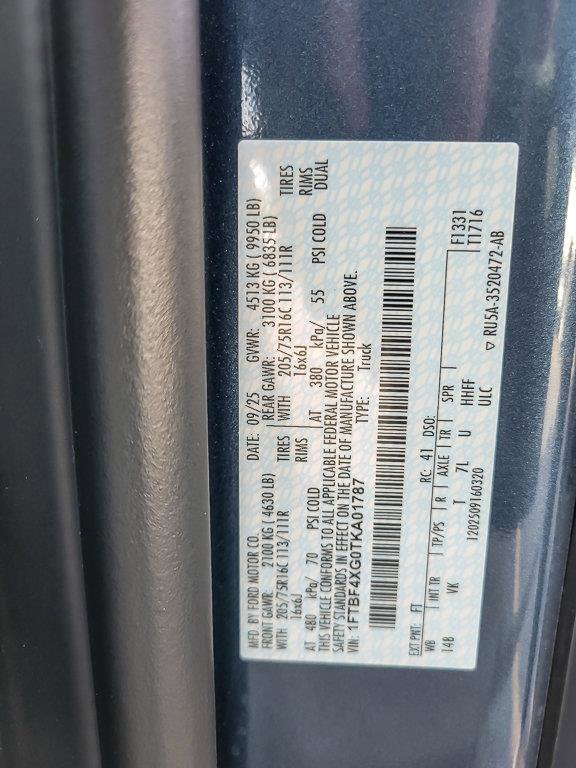 MFD. BY FORD MOTOR CO.
DATE: 09/25 GVWR: 4513 KG ( 9950 LB)
FRONT GAWR: 2100 KG ( 4630 LB) REAR GAWR: 3100 KG ( 6835 LB)
WITH 205/75R16C 113/111R TIRES WITH 205/75R16C 113/111R TIRES
16x6J RIMS 16x6J RIMS
AT 480 kPa/ 70 PSI COLD AT 380 kPa/ 55 PSI COLD DUAL
THIS VEHICLE CONFORMS TO ALL APPLICABLE FEDERAL MOTOR VEHICLE
SAFETY STANDARDS IN EFFECT ON THE DATE OF MANUFACTURE SHOWN ABOVE.
VIN: 1FTBF4XG0TKA01787 TYPE: Truck
EXT PNT: FT RC: 41 DSO: F1331
WB INT TR TP/PS R AXLE TR SPR T1716
148 VK T 7L U HHFF
1202509160320 ULC
▽ RU5A-3520472-AB